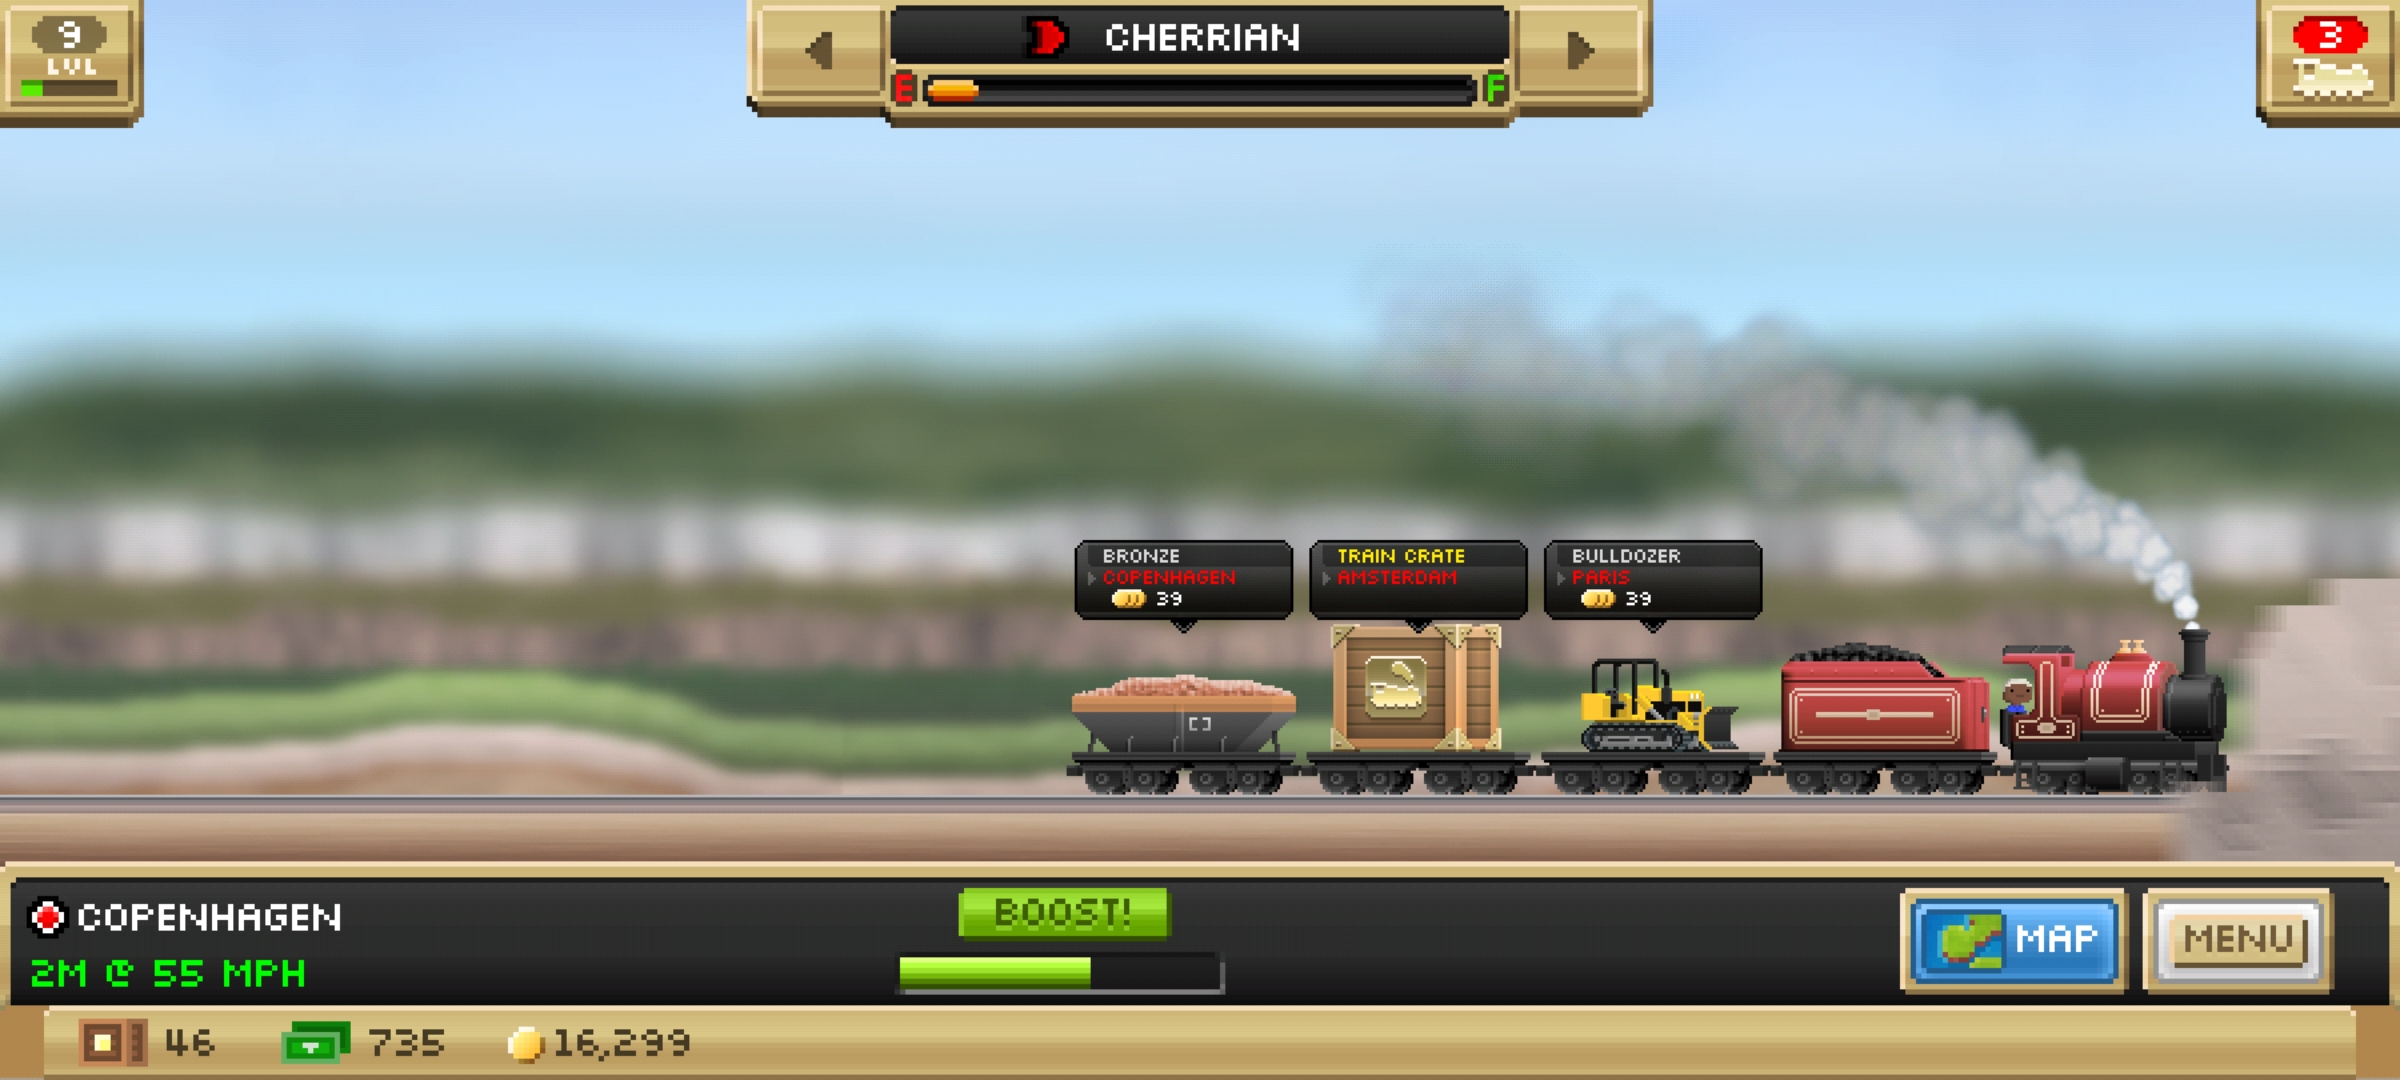 9
LVL
CHERRIAN
E
F
3
BRONZE
COPENHAGEN
39
TRAIN CRATE
AMSTERDAM
BULLDOZER
PARIS
39
COPENHAGEN
2M @ 55 MPH
BOOST!
MAP
MENU
46
735
16,299